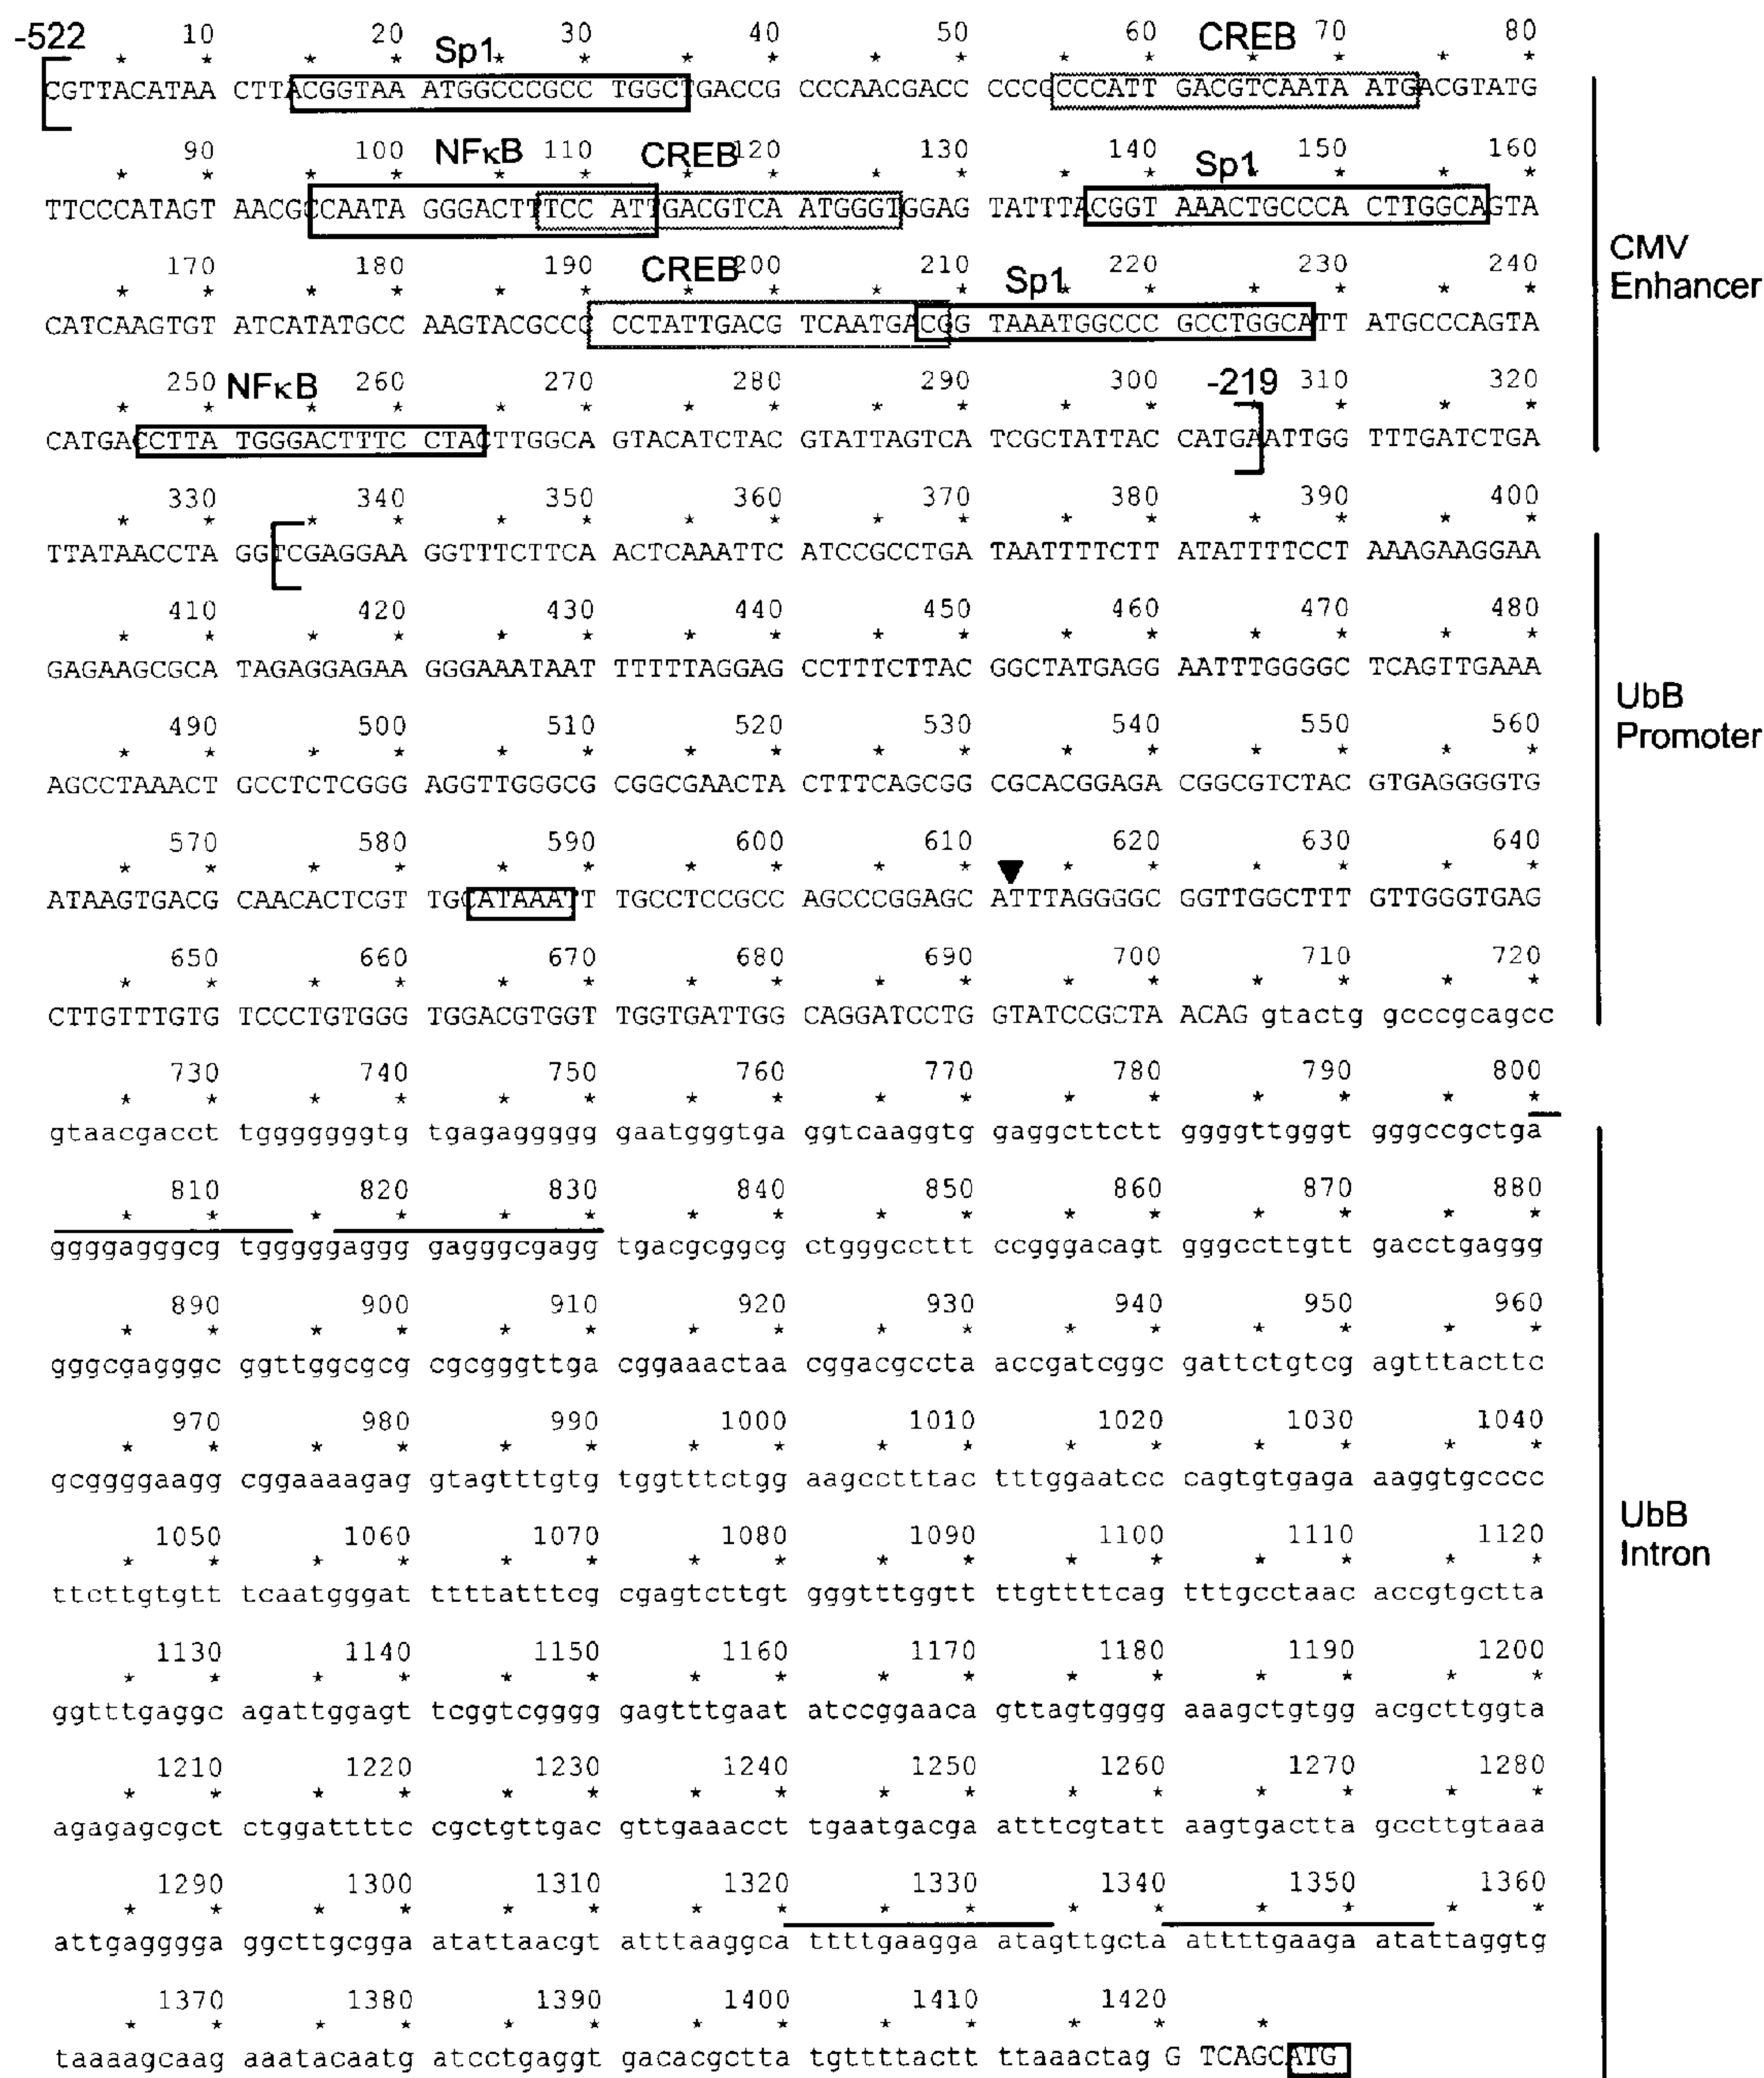 -522 10 20 Sp1 30 40 50 60 CREB 70 80
* * * * * * * * * * * * * * * *
CGTTACATAA CTTACGGTAA ATGGCCCGCC TGGCTGACCG CCCAACGACC CCCGCCCATT GACGTCAATA ATGACGTATG
90 100 NFκB 110 CREB 120 130 140 Sp1 150 160
* * * * * * * * * * * * * * * *
TTCCCATAGT AACGCCAATA GGGACTTTCC ATTGACGTCA ATGGGTGGAG TATTTACGGT AAACTGCCCA CTTGGCAGTA
170 180 190 CREB 200 210 Sp1 220 230 240
* * * * * * * * * * * * * * * *
CATCAAGTGT ATCATATGCC AAGTACGCCC CCTATTGACG TCAATGACGG TAAATGGCCC GCCTGGCATT ATGCCCAGTA
CMV
Enhancer
250 NFκB 260 270 280 290 300 -219 310 320
* * * * * * * * * * * * * * * *
CATGACCTTA TGGGACTTTC CTACTTGGCA GTACATCTAC GTATTAGTCA TCGCTATTAC CATGAATTGG TTTGATCTGA
330 340 350 360 370 380 390 400
* * * * * * * * * * * * * * * *
TTATAACCTA GGTCGAGGAA GGTTTCTTCA ACTCAAATTC ATCCGCCTGA TAATTTTCTT ATATTTTCCT AAAGAAGGAA
410 420 430 440 450 460 470 480
* * * * * * * * * * * * * * * *
GAGAAGCGCA TAGAGGAGAA GGGAAATAAT TTTTTAGGAG CCTTTCTTAC GGCTATGAGG AATTTGGGGC TCAGTTGAAA
UbB
Promoter
490 500 510 520 530 540 550 560
* * * * * * * * * * * * * * * *
AGCCTAAACT GCCTCTCGGG AGGTTGGGCG CGGCGAACTA CTTTCAGCGG CGCACGGAGA CGGCGTCTAC GTGAGGGGTG
570 580 590 600 610 620 630 640
* * * * * * * * * * * * * * * *
ATAAGTGACG CAACACTCGT TGCATAAATT TGCCTCCGCC AGCCCGGAGC ATTTAGGGGC GGTTGGCTTT GTTGGGTGAG
650 660 670 680 690 700 710 720
* * * * * * * * * * * * * * * *
CTTGTTTGTG TCCCTGTGGG TGGACGTGGT TGGTGATTGG CAGGATCCTG GTATCCGCTA ACAG gtactg gcccgcagcc
730 740 750 760 770 780 790 800
* * * * * * * * * * * * * * * *
gtaacgacct tgggggggtg tgagaggggg gaatgggtga ggtcaaggtg gaggcttctt ggggttgggt gggccgctga
810 820 830 840 850 860 870 880
* * * * * * * * * * * * * * * *
ggggagggcg tgggggaggg gagggcgagg tgacgcggcg ctgggccttt ccgggacagt gggccttgtt gacctgaggg
890 900 910 920 930 940 950 960
* * * * * * * * * * * * * * * *
gggcgagggc ggttggcgcg cgcgggttga cggaaactaa cggacgccta accgatcggc gattctgtcg agtttacttc
970 980 990 1000 1010 1020 1030 1040
* * * * * * * * * * * * * * * *
gcggggaagg cggaaaagag gtagtttgtg tggtttctgg aagcctttac tttggaatcc cagtgtgaga aaggtgcccc
UbB
Intron
1050 1060 1070 1080 1090 1100 1110 1120
* * * * * * * * * * * * * * * *
ttcttgtgtt tcaatgggat ttttatttcg cgagtcttgt gggtttggtt ttgttttcag tttgcctaac accgtgctta
1130 1140 1150 1160 1170 1180 1190 1200
* * * * * * * * * * * * * * * *
ggtttgaggc agattggagt tcggtcgggg gagtttgaat atccggaaca gttagtgggg aaagctgtgg acgcttggta
1210 1220 1230 1240 1250 1260 1270 1280
* * * * * * * * * * * * * * * *
agagagcgct ctggattttc cgctgttgac gttgaaacct tgaatgacga atttcgtatt aagtgactta gccttgtaaa
1290 1300 1310 1320 1330 1340 1350 1360
* * * * * * * * * * * * * * * *
attgagggga ggcttgcgga atattaacgt atttaaggca ttttgaagga atagttgcta attttgaaga atattaggtg
1370 1380 1390 1400 1410 1420
* * * * * * * * * * * * *
taaaagcaag aaatacaatg atcctgaggt gacacgctta tgttttactt ttaaactag G TCAGCATG